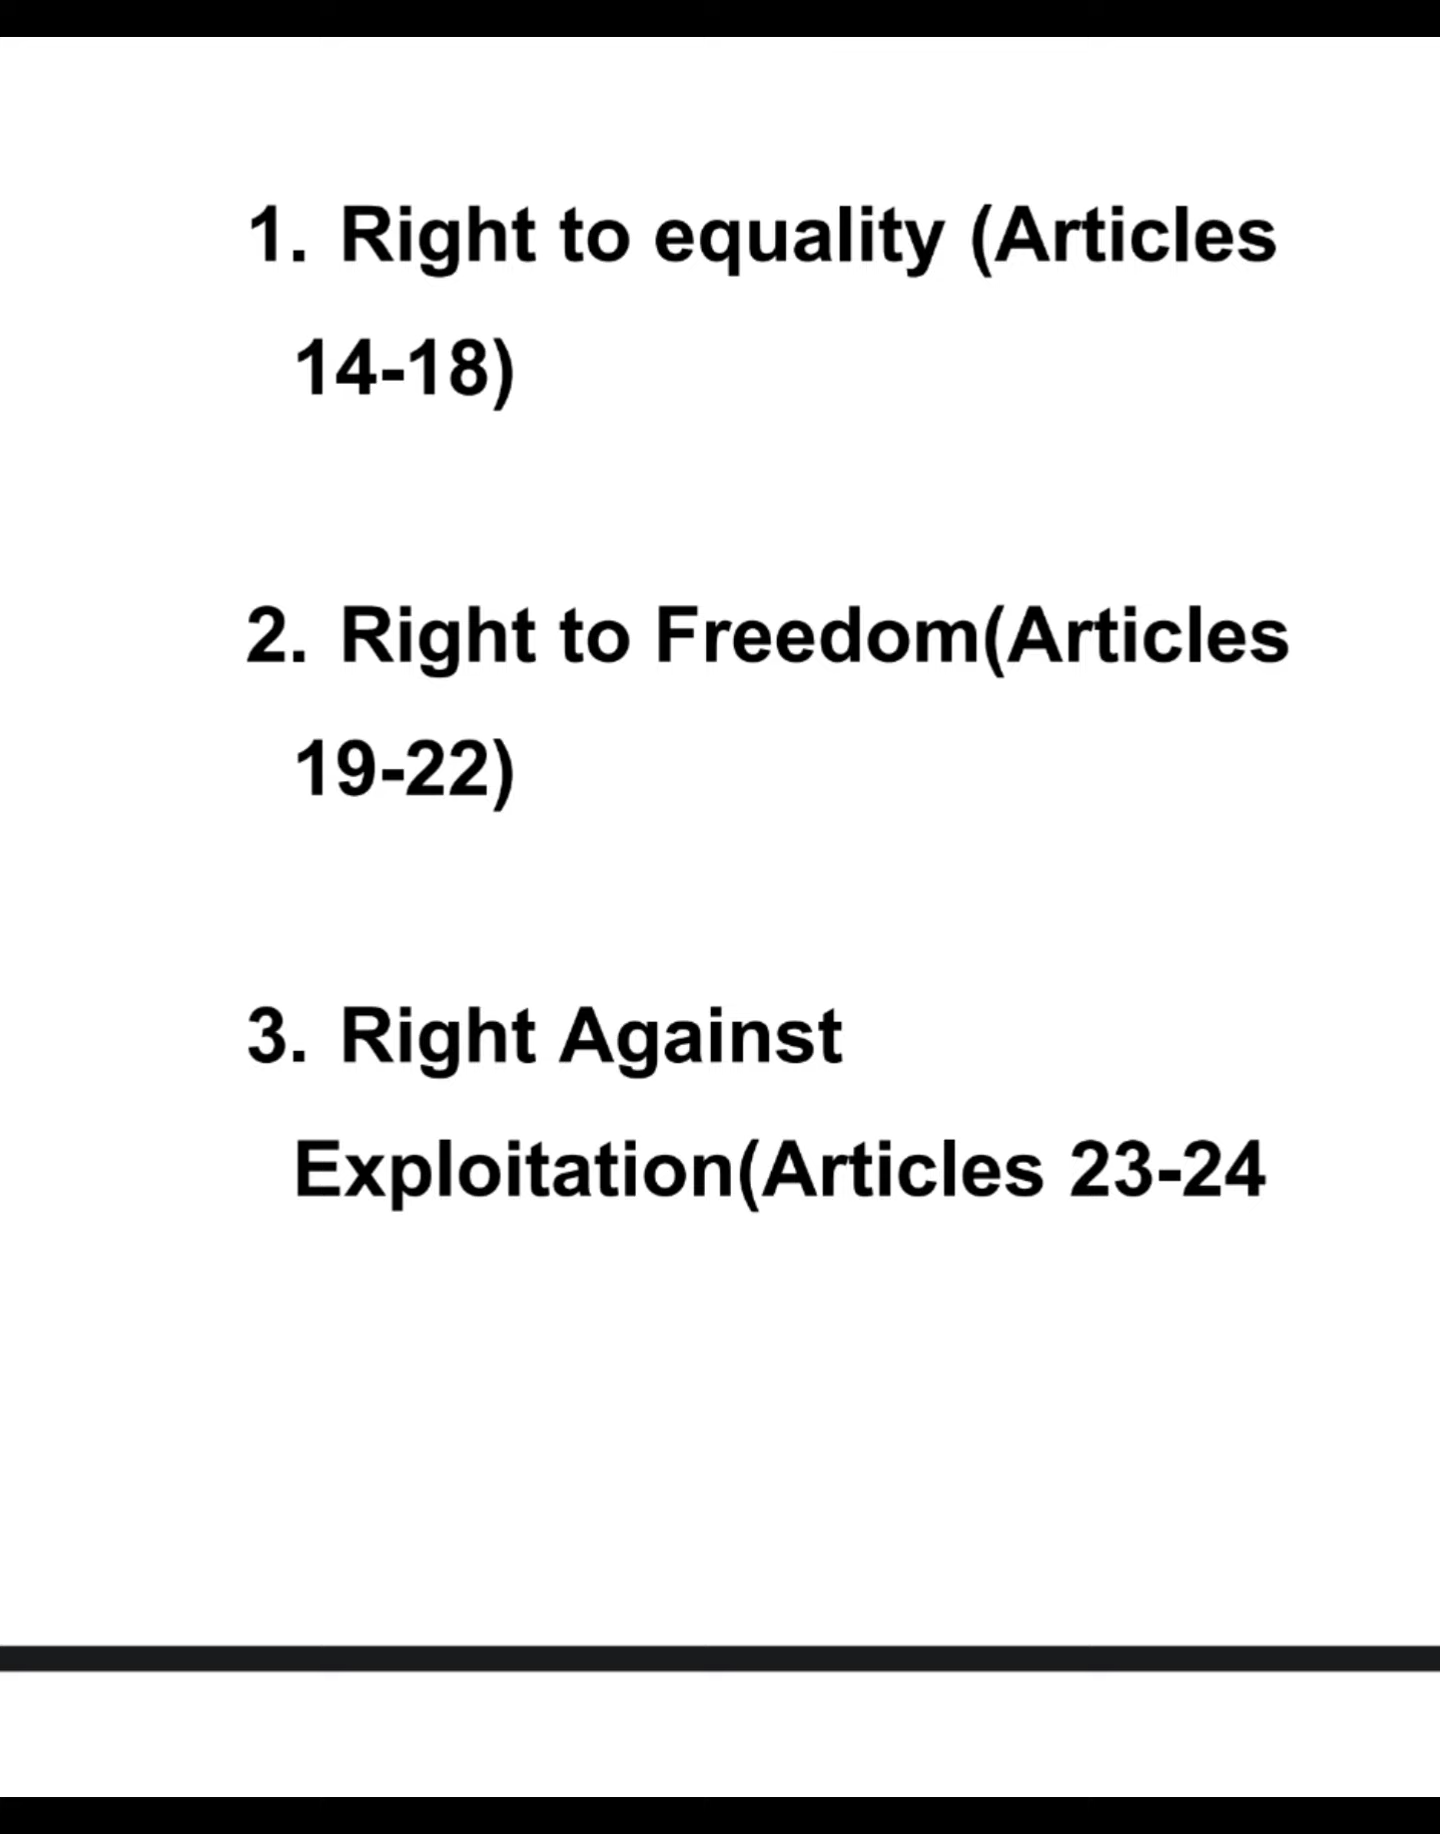 1. Right to equality (Articles
14-18)
2. Right to Freedom(Articles
19-22)
3. Right Against
Exploitation(Articles 23-24